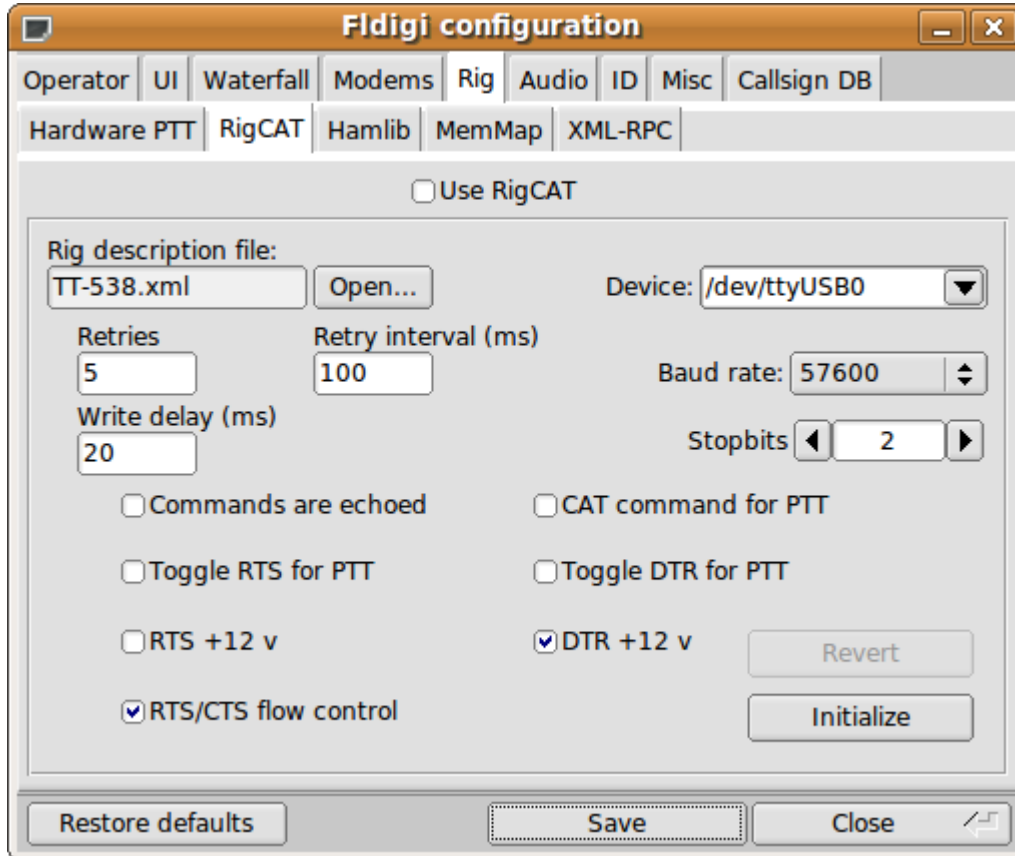 Fldigi configuration
Operator UI Waterfall Modems Rig Audio ID Misc Callsign DB
Hardware PTT RigCAT Hamlib MemMap XML-RPC
Use RigCAT
Rig description file:
TT-538.xml Open... Device: /dev/ttyUSB0
Retries Retry interval (ms)
5 100 Baud rate: 57600
Write delay (ms)
20 Stopbits 2
Commands are echoed CAT command for PTT
Toggle RTS for PTT Toggle DTR for PTT
RTS +12 v DTR +12 v Revert
RTS/CTS flow control Initialize
Restore defaults Save Close